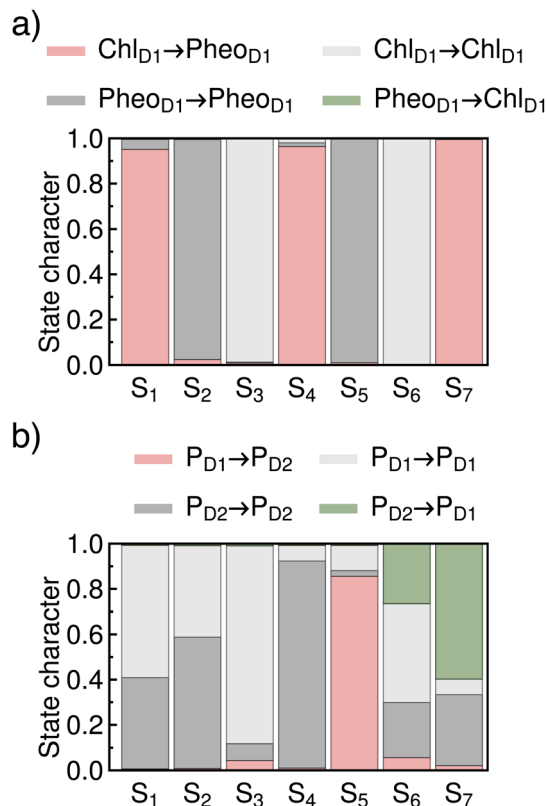 a)
Chl_D1→Pheo_D1 Chl_D1→Chl_D1
Pheo_D1→Pheo_D1 Pheo_D1→Chl_D1
State character
1.0
0.8
0.6
0.4
0.2
0.0
S₁ S₂ S₃ S₄ S₅ S₆ S₇
b)
P_D1→P_D2 P_D1→P_D1
P_D2→P_D2 P_D2→P_D1
State character
1.0
0.8
0.6
0.4
0.2
0.0
S₁ S₂ S₃ S₄ S₅ S₆ S₇